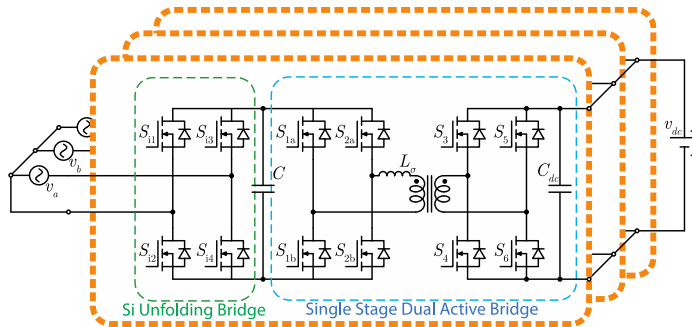 S_i1
S_i3
S_1a
S_2a
S_3
S_5
v_dc
v_b
v_a
C
L_σ
C_dc
S_i2
S_i4
S_1b
S_2b
S_4
S_6
Si Unfolding Bridge
Single Stage Dual Active Bridge